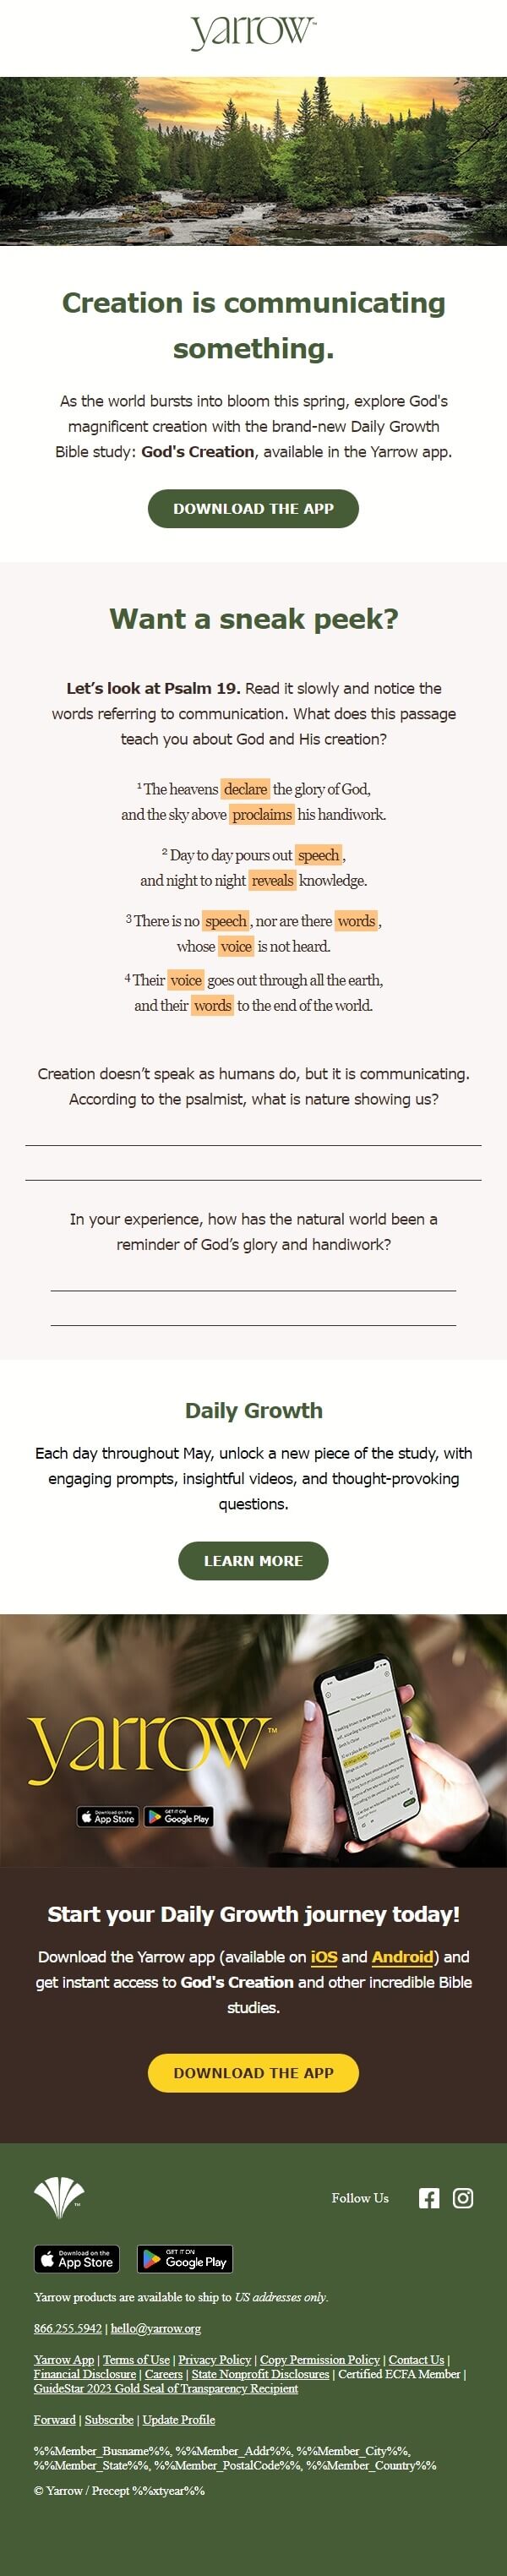 yarrow™
Creation is communicating
something.
As the world bursts into bloom this spring, explore God's
magnificent creation with the brand-new Daily Growth
Bible study: God's Creation, available in the Yarrow app.
DOWNLOAD THE APP
Want a sneak peek?
Let’s look at Psalm 19. Read it slowly and notice the
words referring to communication. What does this passage
teach you about God and His creation?
1 The heavens declare the glory of God,
and the sky above proclaims his handiwork.
2 Day to day pours out speech,
and night to night reveals knowledge.
3 There is no speech, nor are there words,
whose voice is not heard.
4 Their voice goes out through all the earth,
and their words to the end of the world.
Creation doesn’t speak as humans do, but it is communicating.
According to the psalmist, what is nature showing us?
In your experience, how has the natural world been a
reminder of God’s glory and handiwork?
Daily Growth
Each day throughout May, unlock a new piece of the study, with
engaging prompts, insightful videos, and thought-provoking
questions.
LEARN MORE
yarrow™
Download on the App Store GET IT ON Google Play
Start your Daily Growth journey today!
Download the Yarrow app (available on iOS and Android) and
get instant access to God's Creation and other incredible Bible
studies.
DOWNLOAD THE APP
Follow Us
Download on the App Store GET IT ON Google Play
Yarrow products are available to ship to US addresses only.
866.255.5942 | hello@yarrow.org
Yarrow App | Terms of Use | Privacy Policy | Copy Permission Policy | Contact Us |
Financial Disclosure | Careers | State Nonprofit Disclosures | Certified ECFA Member |
GuideStar 2023 Gold Seal of Transparency Recipient
Forward | Subscribe | Update Profile
%%Member_Busname%%, %%Member_Addr%%, %%Member_City%%,
%%Member_State%%, %%Member_PostalCode%%, %%Member_Country%%
© Yarrow / Precept %%xtyear%%